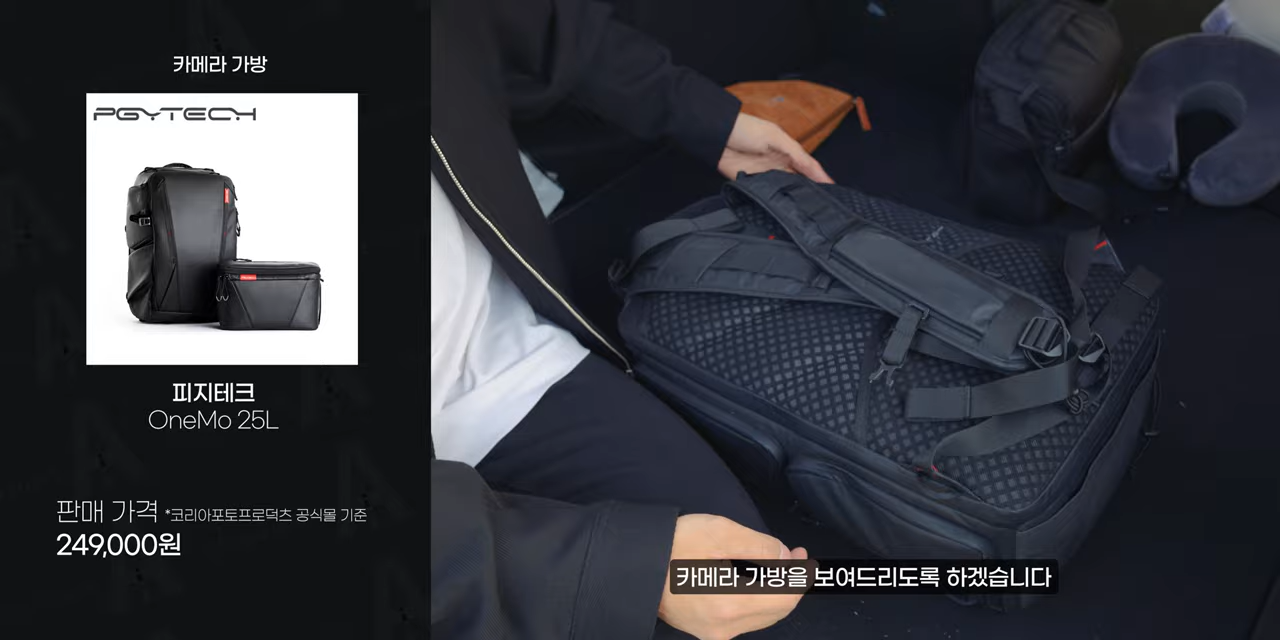 카메라 가방
PGYTECH
피지테크
OneMo 25L
판매 가격 *코리아포토프로덕츠 공식몰 기준
249,000원
카메라 가방을 보여드리도록 하겠습니다